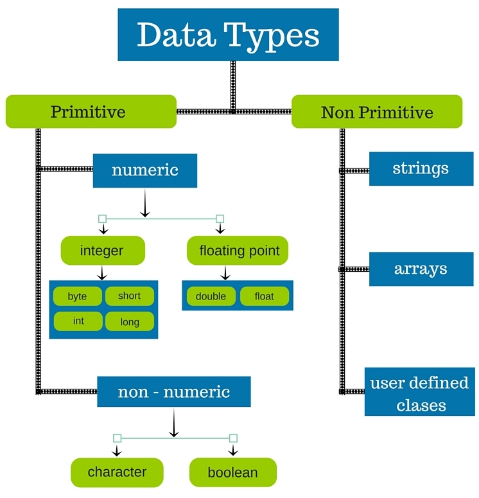 Data Types
Primitive
Non Primitive
numeric
strings
integer
floating point
byte
short
int
long
double
float
arrays
non - numeric
user defined
clases
character
boolean